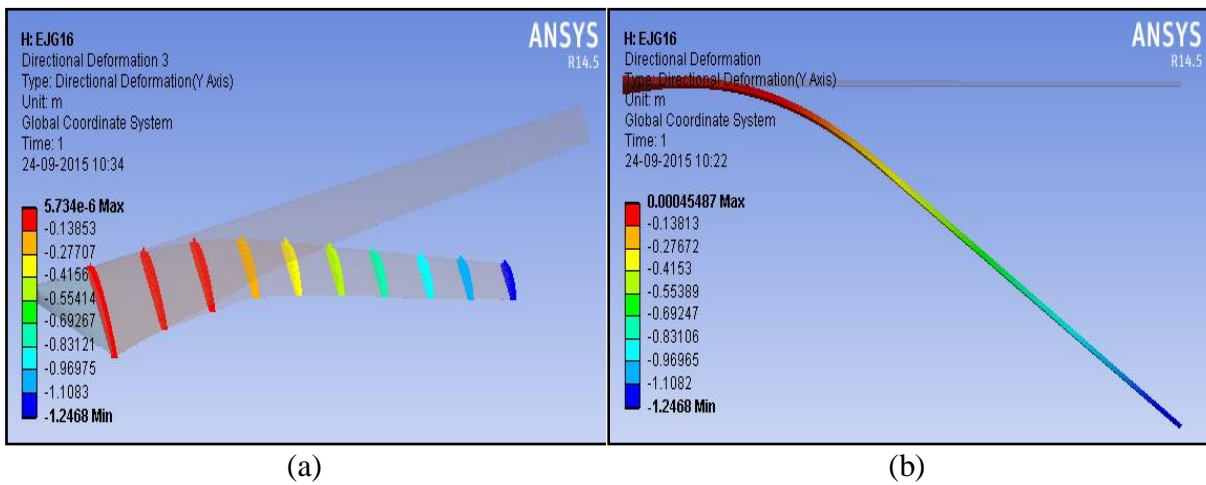 H: EJG16
Directional Deformation 3
Type: Directional Deformation(Y Axis)
Unit: m
Global Coordinate System
Time: 1
24-09-2015 10:34
ANSYS
R14.5
5.734e-6 Max
-0.13853
-0.27707
-0.4156
-0.55414
-0.69267
-0.83121
-0.96975
-1.1083
-1.2468 Min
(a)
H: EJG16
Directional Deformation
Type: Directional Deformation(Y Axis)
Unit: m
Global Coordinate System
Time: 1
24-09-2015 10:22
ANSYS
R14.5
0.00045487 Max
-0.13813
-0.27672
-0.4153
-0.55389
-0.69247
-0.83106
-0.96965
-1.1082
-1.2468 Min
(b)